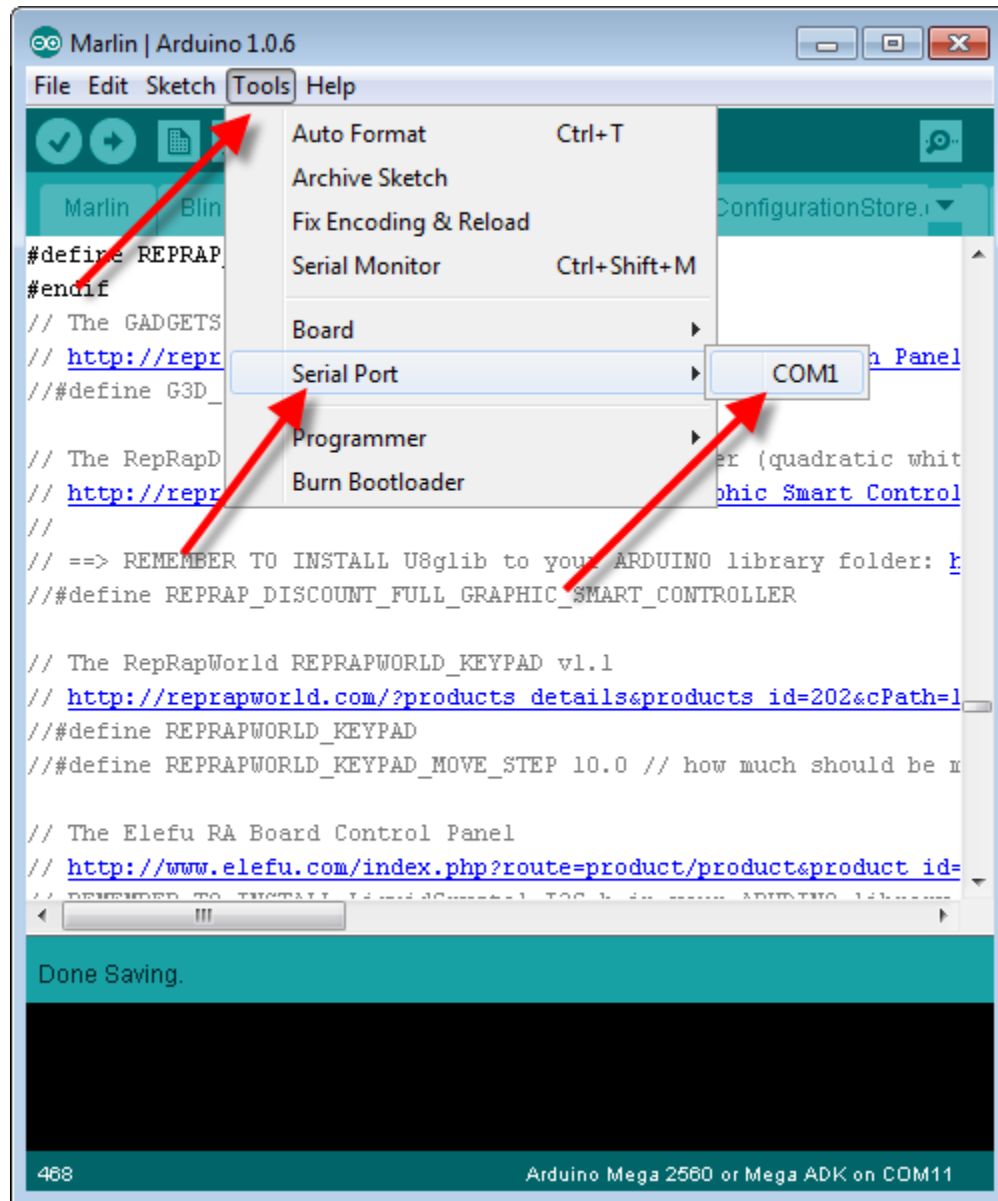 Marlin | Arduino 1.0.6
File Edit Sketch Tools Help
Auto Format Ctrl+T
Archive Sketch
Fix Encoding & Reload
Serial Monitor Ctrl+Shift+M
Board
Serial Port
COM1
Programmer
Burn Bootloader
Marlin Blin ConfigurationStore.
#define REPRAP_
#endif
// The GADGETS
// http://repr n Panel
//#define G3D_
// The RepRapD er (quadratic whit
// http://repr phic Smart Control
//
// ==> REMEMBER TO INSTALL U8glib to your ARDUINO library folder: h
//#define REPRAP_DISCOUNT_FULL_GRAPHIC_SMART_CONTROLLER
// The RepRapWorld REPRAPWORLD_KEYPAD v1.1
// http://reprapworld.com/?products_details&products_id=202&cPath=1
//#define REPRAPWORLD_KEYPAD
//#define REPRAPWORLD_KEYPAD_MOVE_STEP 10.0 // how much should be m
// The Elefu RA Board Control Panel
// http://www.elefu.com/index.php?route=product/product&product_id=
Done Saving.
468 Arduino Mega 2560 or Mega ADK on COM11